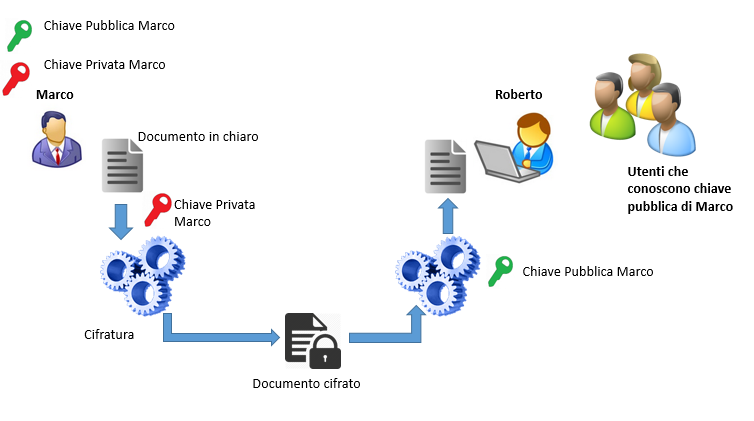 Chiave Pubblica Marco
Chiave Privata Marco
Marco
Documento in chiaro
Chiave Privata
Marco
Cifratura
Documento cifrato
Chiave Pubblica Marco
Roberto
Utenti che
conoscono chiave
pubblica di Marco